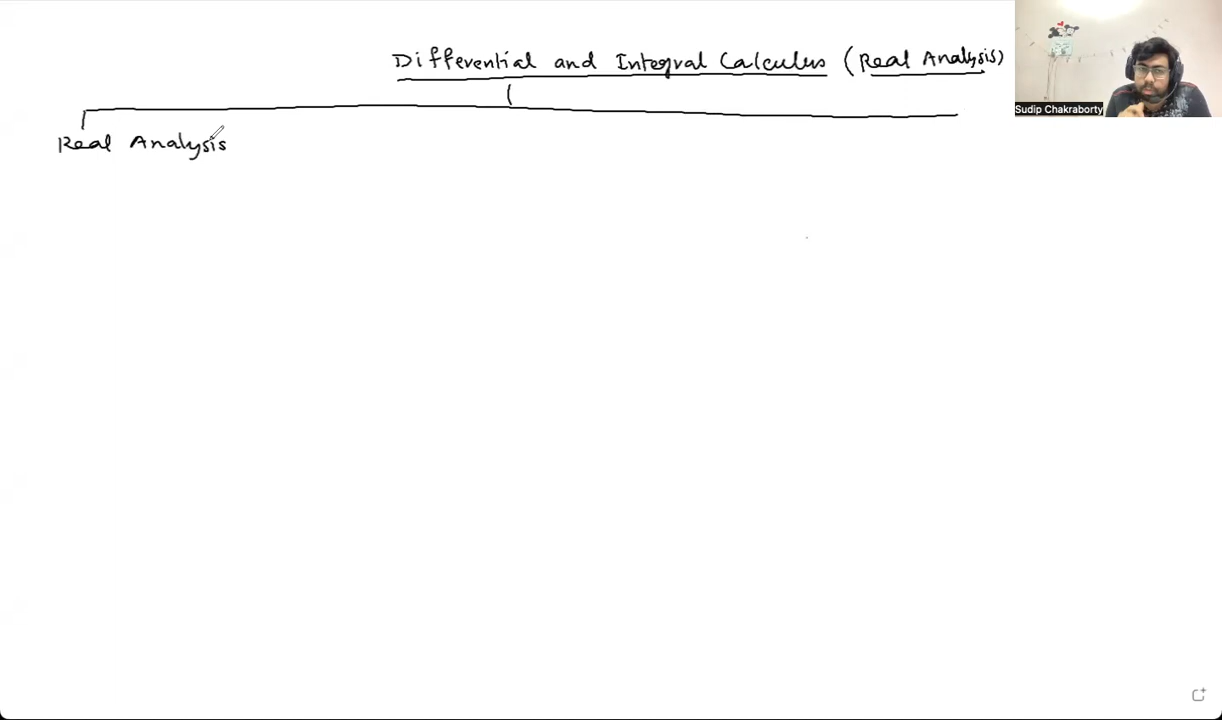 Differential and Integral Calculus (Real Analysis)
Sudip Chakraborty
Real Analysis